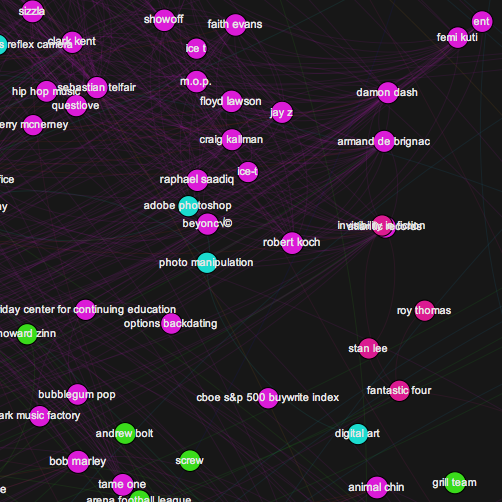 sizzla
showoff
faith evans
ent
femi kuti
s reflex camera
clark kent
ice t
m.o.p.
sebastian telfair
hip hop music
questlove
floyd lawson
jay z
damon dash
erry mcnerney
craig kallman
armand de brignac
ice-t
raphael saadiq
fice
adobe photoshop
beyonc√©
invisibility in fiction
robert koch
photo manipulation
iday center for continuing education
options backdating
roy thomas
howard zinn
stan lee
fantastic four
bubblegum pop
cboe s&p 500 buywrite index
ark music factory
andrew bolt
digital art
bob marley
screw
tame one
animal chin
grill team
arena football league